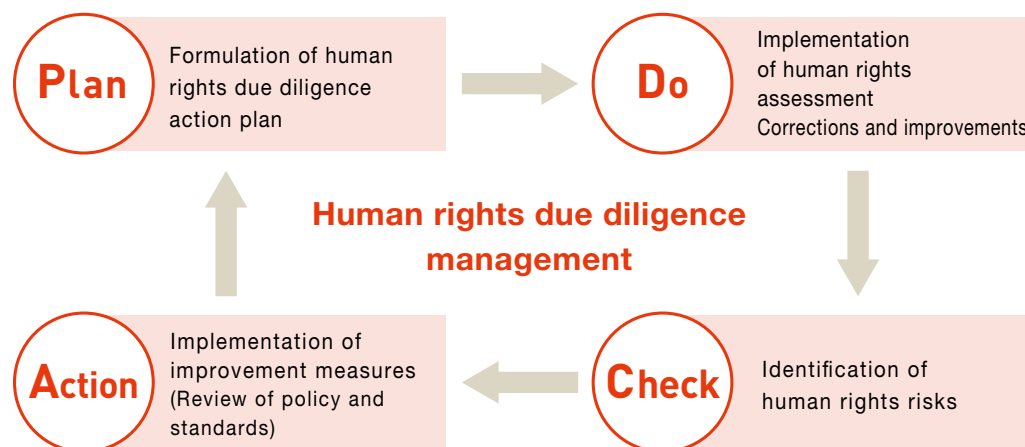 Plan
Formulation of human
rights due diligence
action plan
Do
Implementation
of human rights
assessment
Corrections and improvements
Human rights due diligence
management
Action
Implementation of
improvement measures
(Review of policy and
standards)
Check
Identification of
human rights risks